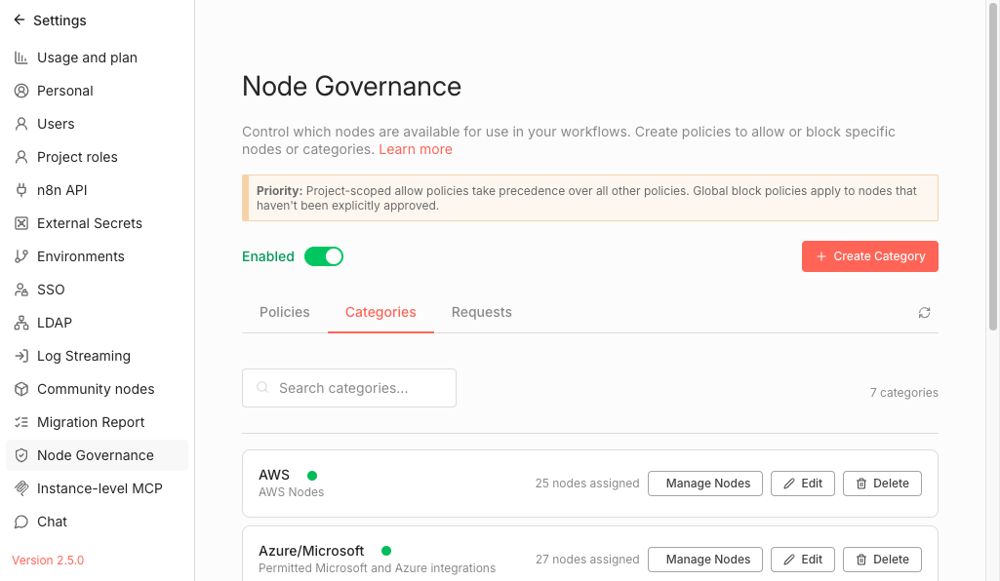 Settings
Usage and plan
Personal
Users
Project roles
n8n API
External Secrets
Environments
SSO
LDAP
Log Streaming
Community nodes
Migration Report
Node Governance
Instance-level MCP
Chat
Version 2.5.0
Node Governance
Control which nodes are available for use in your workflows. Create policies to allow or block specific
nodes or categories. Learn more
Priority: Project-scoped allow policies take precedence over all other policies. Global block policies apply to nodes that
haven't been explicitly approved.
Enabled
+ Create Category
Policies Categories Requests
Search categories...
7 categories
AWS
AWS Nodes
25 nodes assigned Manage Nodes Edit Delete
Azure/Microsoft
Permitted Microsoft and Azure integrations
27 nodes assigned Manage Nodes Edit Delete